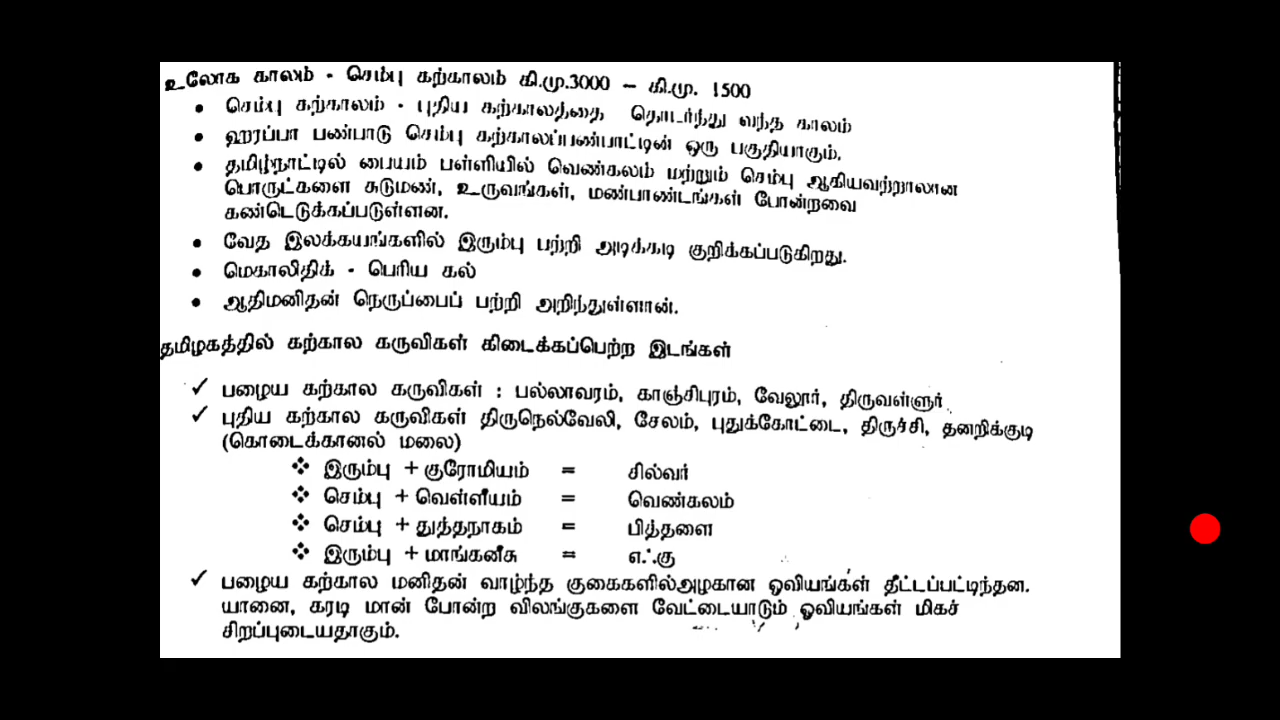 உலோக காலம் - செம்பு கற்காலம் கி.மு.3000 – கி.மு. 1500
• செம்பு கற்காலம் - புதிய கற்காலத்தை தொடர்ந்து வந்த காலம்
• ஹரப்பா பண்பாடு செம்பு கற்காலப்பண்பாட்டின் ஒரு பகுதியாகும்.
• தமிழ்நாட்டில் பையம் பள்ளியில் வெண்கலம் மற்றும் செம்பு ஆகியவற்றாலான
பொருட்களை சுடுமண், உருவங்கள், மண்பாண்டங்கள் போன்றவை
கண்டெடுக்கப்படுள்ளன.
• வேத இலக்கயங்களில் இரும்பு பற்றி அடிக்கடி குறிக்கப்படுகிறது.
• மெகாலிதிக் - பெரிய கல்
• ஆதிமனிதன் நெருப்பைப் பற்றி அறிந்துள்ளான்.
தமிழகத்தில் கற்கால கருவிகள் கிடைக்கப்பெற்ற இடங்கள்
✓ பழைய கற்கால கருவிகள் : பல்லாவரம், காஞ்சிபுரம், வேலூர், திருவள்ளுர்
✓ புதிய கற்கால கருவிகள் திருநெல்வேலி, சேலம், புதுக்கோட்டை, திருச்சி, தனறிக்குடி
(கொடைக்கானல் மலை)
❖ இரும்பு + குரோமியம் = சில்வர்
❖ செம்பு + வெள்ளீயம் = வெண்கலம்
❖ செம்பு + துத்தநாகம் = பித்தளை
❖ இரும்பு + மாங்கனீசு = எஃகு
✓ பழைய கற்கால மனிதன் வாழ்ந்த குகைகளில்அழகான ஓவியங்கள் தீட்டப்பட்டிந்தன.
யானை, கரடி மான் போன்ற விலங்குகளை வேட்டையாடும் ஓவியங்கள் மிகச்
சிறப்புடையதாகும்.